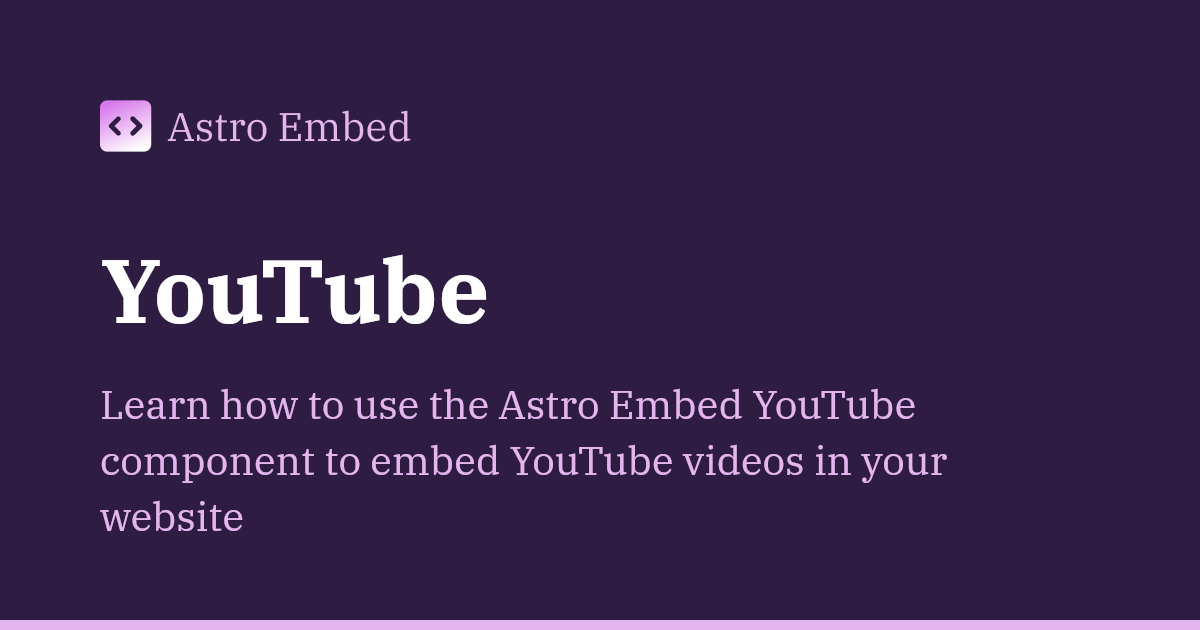 Astro Embed
YouTube
Learn how to use the Astro Embed YouTube
component to embed YouTube videos in your
website